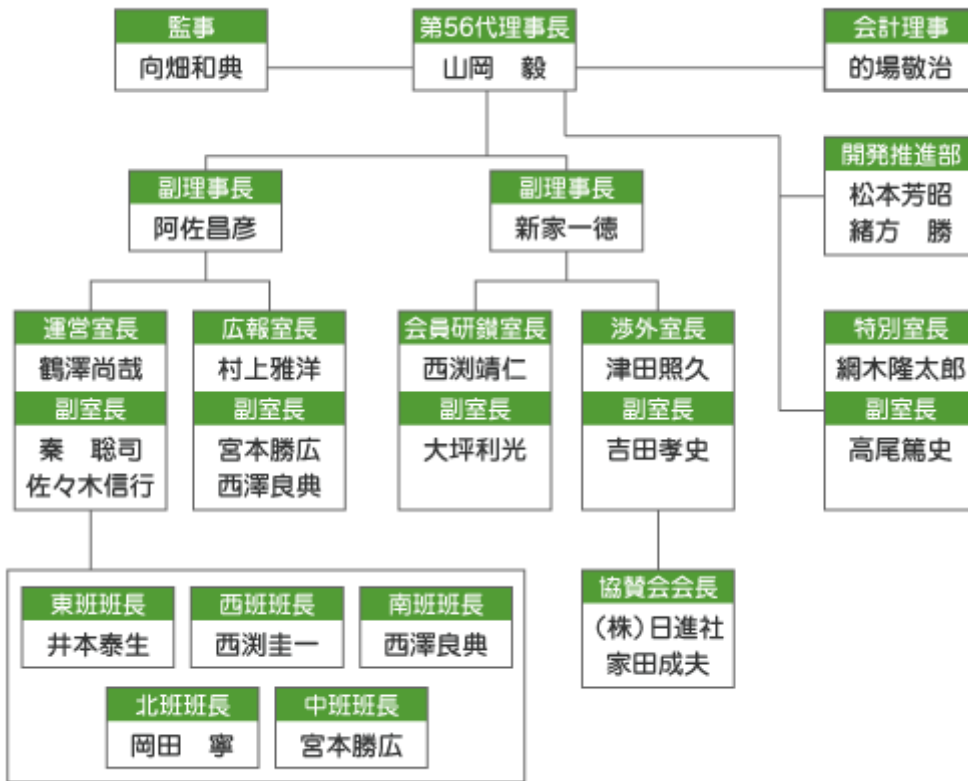 監事
向畑和典
第56代理事長
山岡　毅
会計理事
的場敬治
開発推進部
松本芳昭
緒方　勝
副理事長
阿佐昌彦
副理事長
新家一徳
運営室長
鶴澤尚哉
副室長
秦　聡司
佐々木信行
広報室長
村上雅洋
副室長
宮本勝広
西澤良典
会員研鑽室長
西渕靖仁
副室長
大坪利光
渉外室長
津田照久
副室長
吉田孝史
特別室長
綱木隆太郎
副室長
高尾篤史
東班班長
井本泰生
西班班長
西渕圭一
南班班長
西澤良典
北班班長
岡田　寧
中班班長
宮本勝広
協賛会会長
(株)日進社
家田成夫